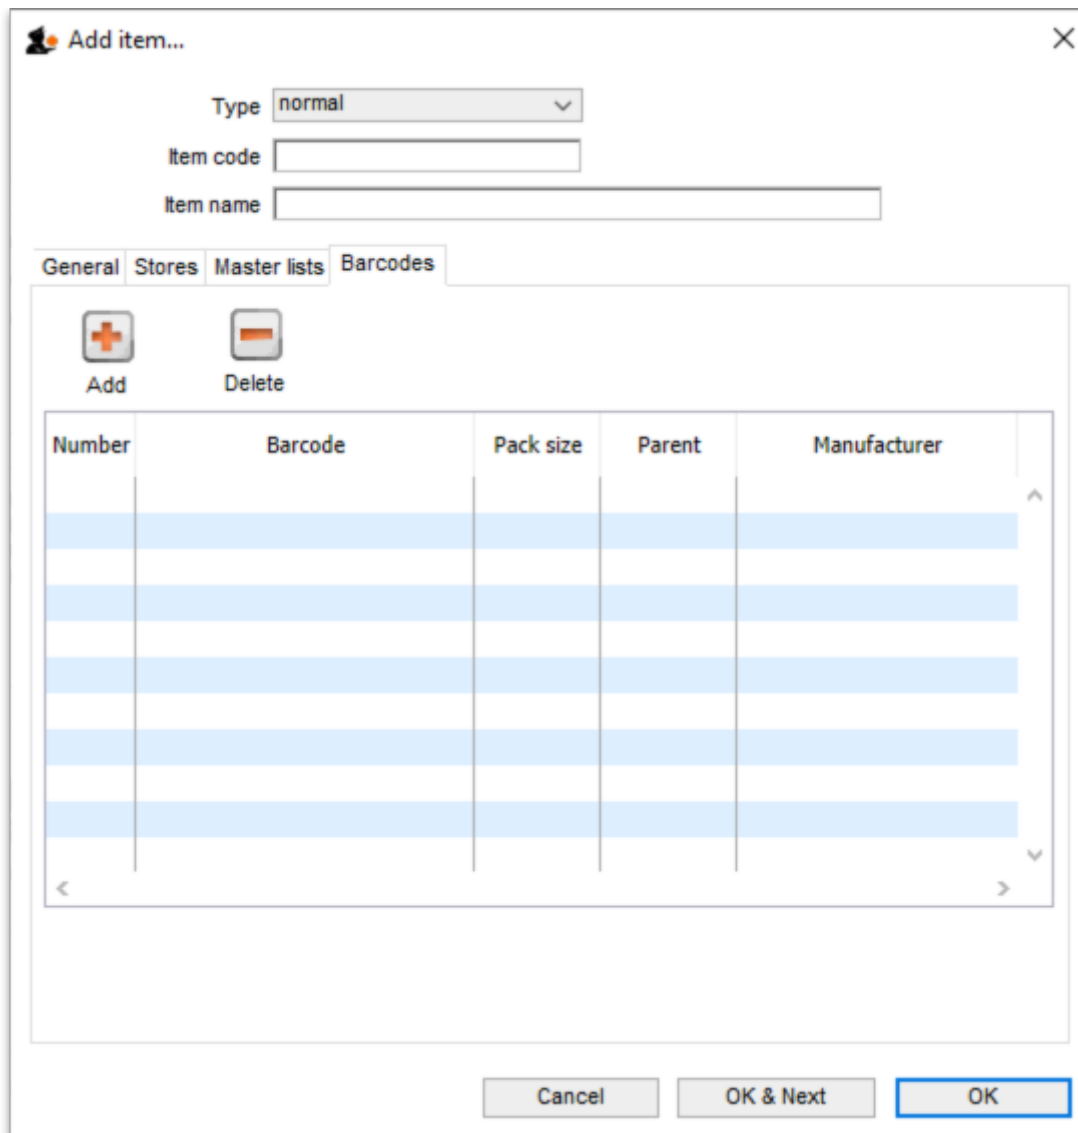 Add item...
Type normal
Item code
Item name
General Stores Master lists Barcodes
Add Delete
Number Barcode Pack size Parent Manufacturer
Cancel OK & Next OK